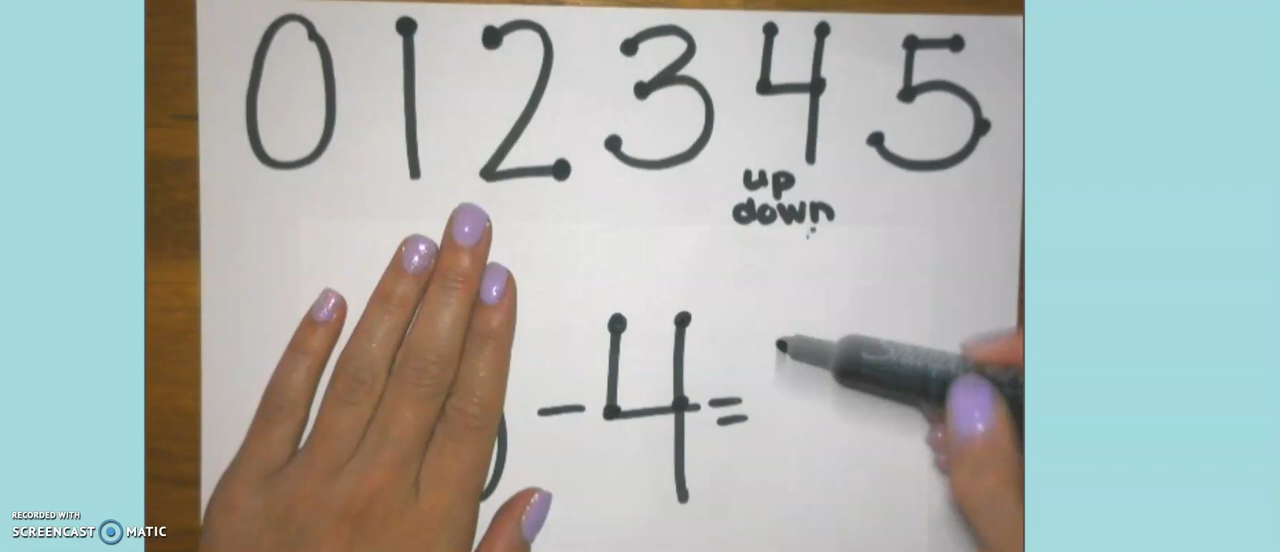 0 1 2 3 4 5
up
down
- 4 =
RECORDED WITH
SCREENCAST MATIC